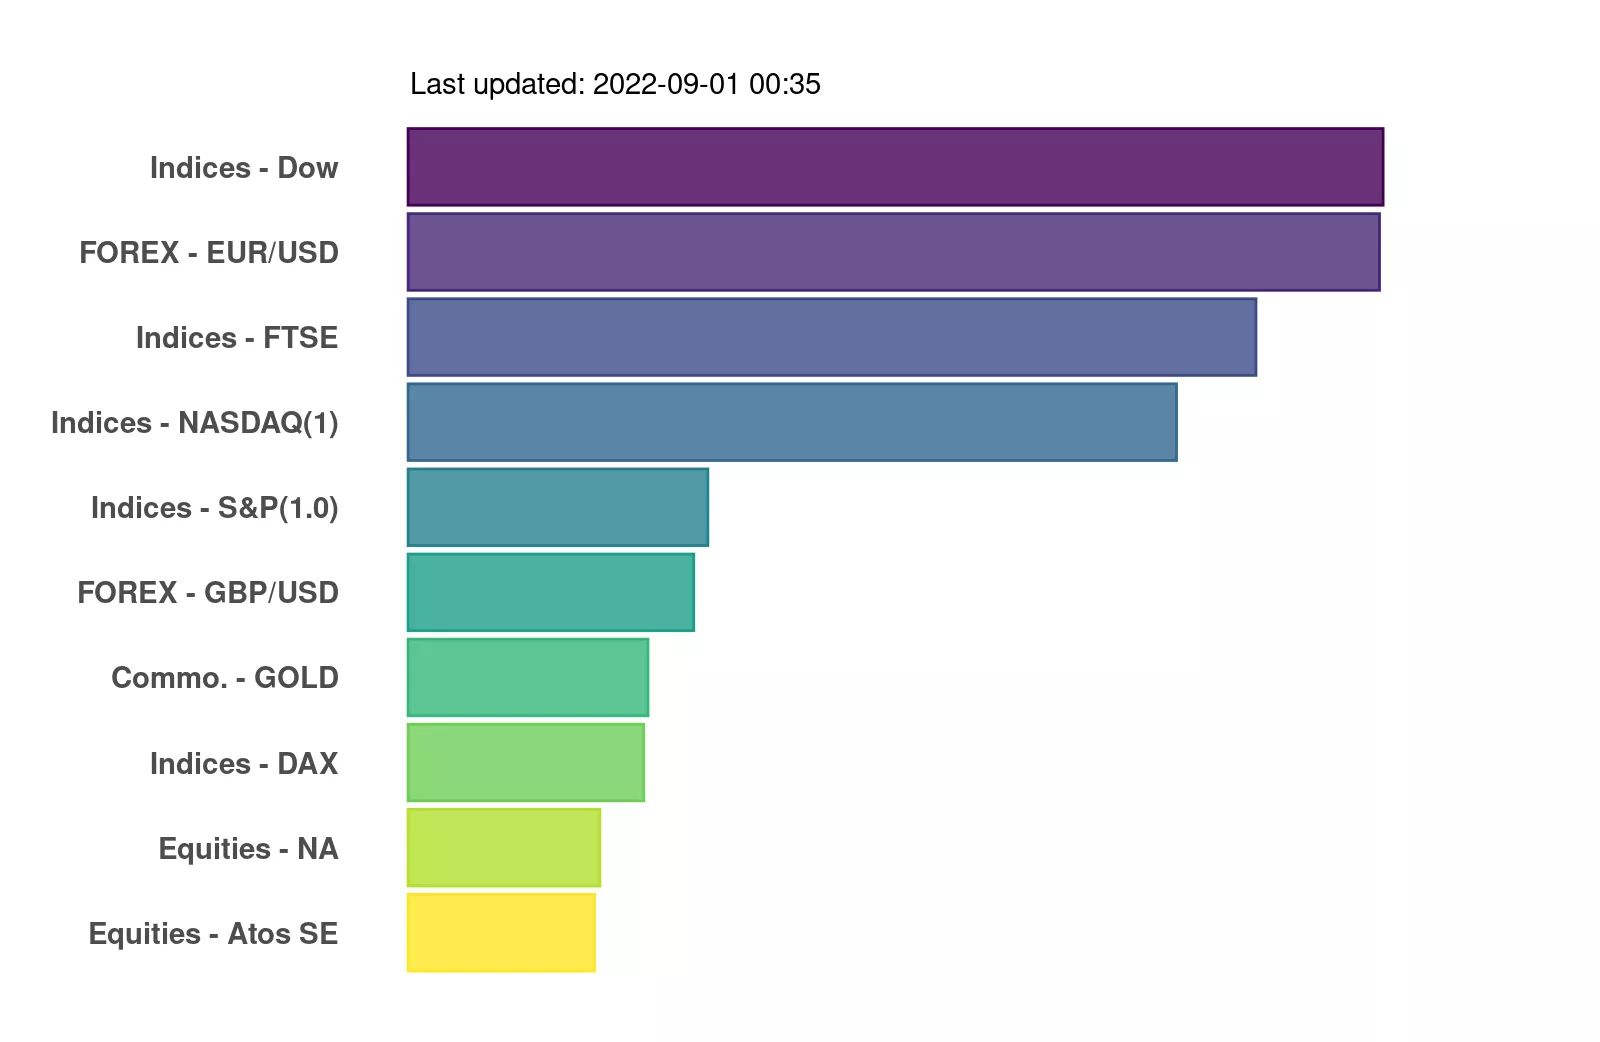 Last updated: 2022-09-01 00:35
Indices - Dow
FOREX - EUR/USD
Indices - FTSE
Indices - NASDAQ(1)
Indices - S&P(1.0)
FOREX - GBP/USD
Commo. - GOLD
Indices - DAX
Equities - NA
Equities - Atos SE